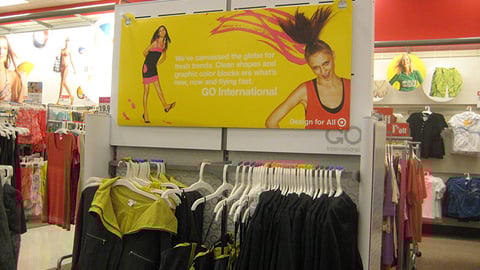 We've canvassed the globe for
fresh trends. Clean shapes and
graphic color blocks are what's
new, now and flying fast.
GO International
Design for All
GO
International